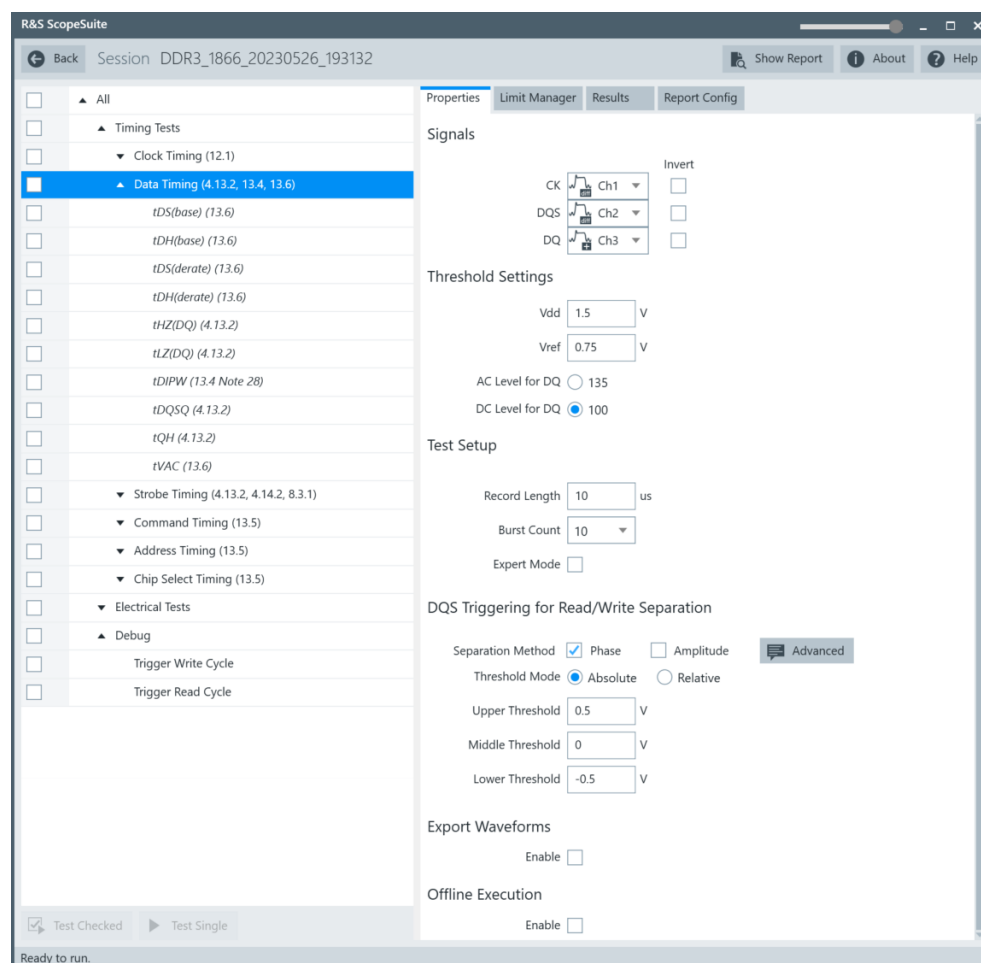 R&S ScopeSuite
Back Session DDR3_1866_20230526_193132 Show Report About Help
All
Timing Tests
Clock Timing (12.1)
Data Timing (4.13.2, 13.4, 13.6)
tDS(base) (13.6)
tDH(base) (13.6)
tDS(derate) (13.6)
tDH(derate) (13.6)
tHZ(DQ) (4.13.2)
tLZ(DQ) (4.13.2)
tDIPW (13.4 Note 28)
tDQSQ (4.13.2)
tQH (4.13.2)
tVAC (13.6)
Strobe Timing (4.13.2, 4.14.2, 8.3.1)
Command Timing (13.5)
Address Timing (13.5)
Chip Select Timing (13.5)
Electrical Tests
Debug
Trigger Write Cycle
Trigger Read Cycle
Test Checked Test Single
Properties Limit Manager Results Report Config
Signals
Invert
CK Ch1
DQS Ch2
DQ Ch3
Threshold Settings
Vdd 1.5 V
Vref 0.75 V
AC Level for DQ 135
DC Level for DQ 100
Test Setup
Record Length 10 us
Burst Count 10
Expert Mode
DQS Triggering for Read/Write Separation
Separation Method Phase Amplitude Advanced
Threshold Mode Absolute Relative
Upper Threshold 0.5 V
Middle Threshold 0 V
Lower Threshold -0.5 V
Export Waveforms
Enable
Offline Execution
Enable
Ready to run.